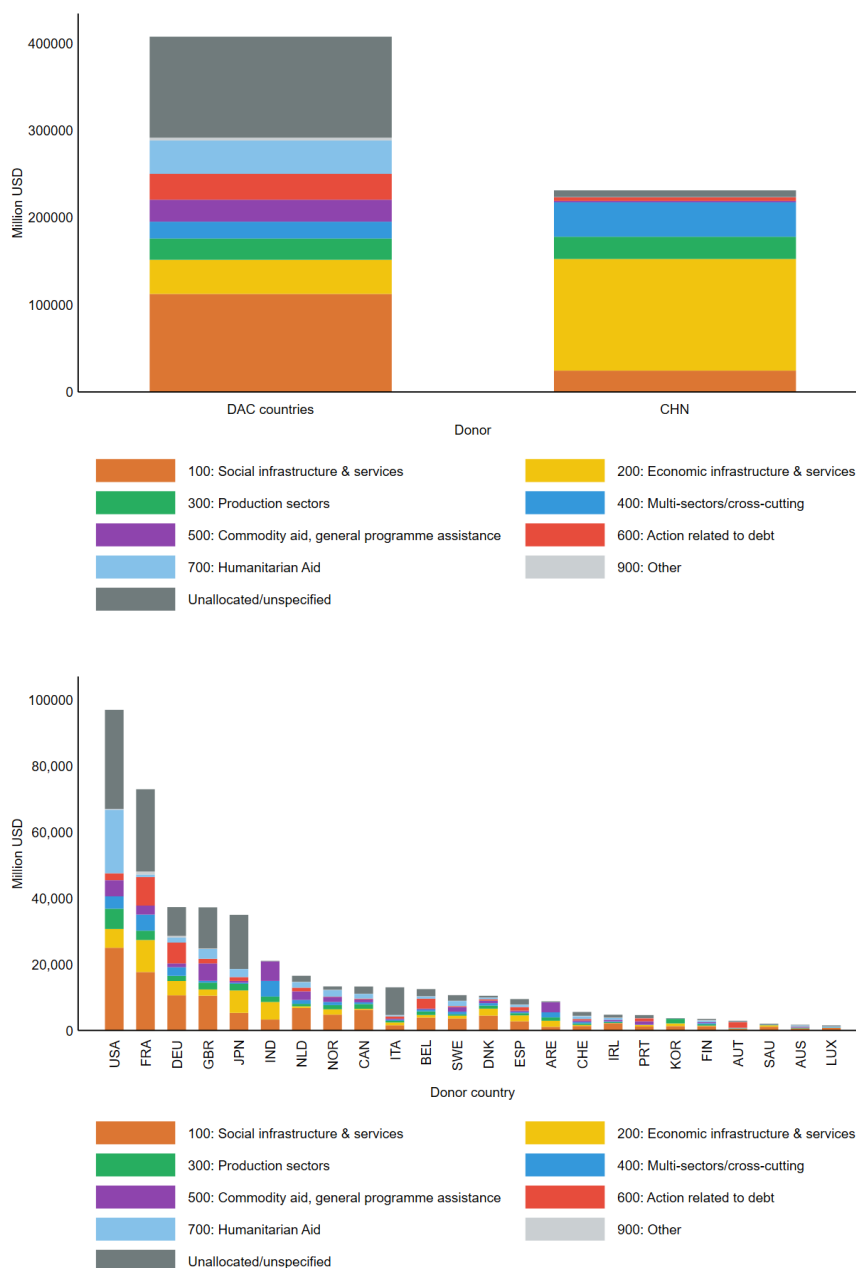 400000
300000
200000
100000
0
Million USD
DAC countries
CHN
Donor
100: Social infrastructure & services
200: Economic infrastructure & services
300: Production sectors
400: Multi-sectors/cross-cutting
500: Commodity aid, general programme assistance
600: Action related to debt
700: Humanitarian Aid
900: Other
Unallocated/unspecified
100000
80,000
60,000
40,000
20,000
0
Million USD
USA
FRA
DEU
GBR
JPN
IND
NLD
NOR
CAN
ITA
BEL
SWE
DNK
ESP
ARE
CHE
IRL
PRT
KOR
FIN
AUT
SAU
AUS
LUX
Donor country
100: Social infrastructure & services
200: Economic infrastructure & services
300: Production sectors
400: Multi-sectors/cross-cutting
500: Commodity aid, general programme assistance
600: Action related to debt
700: Humanitarian Aid
900: Other
Unallocated/unspecified